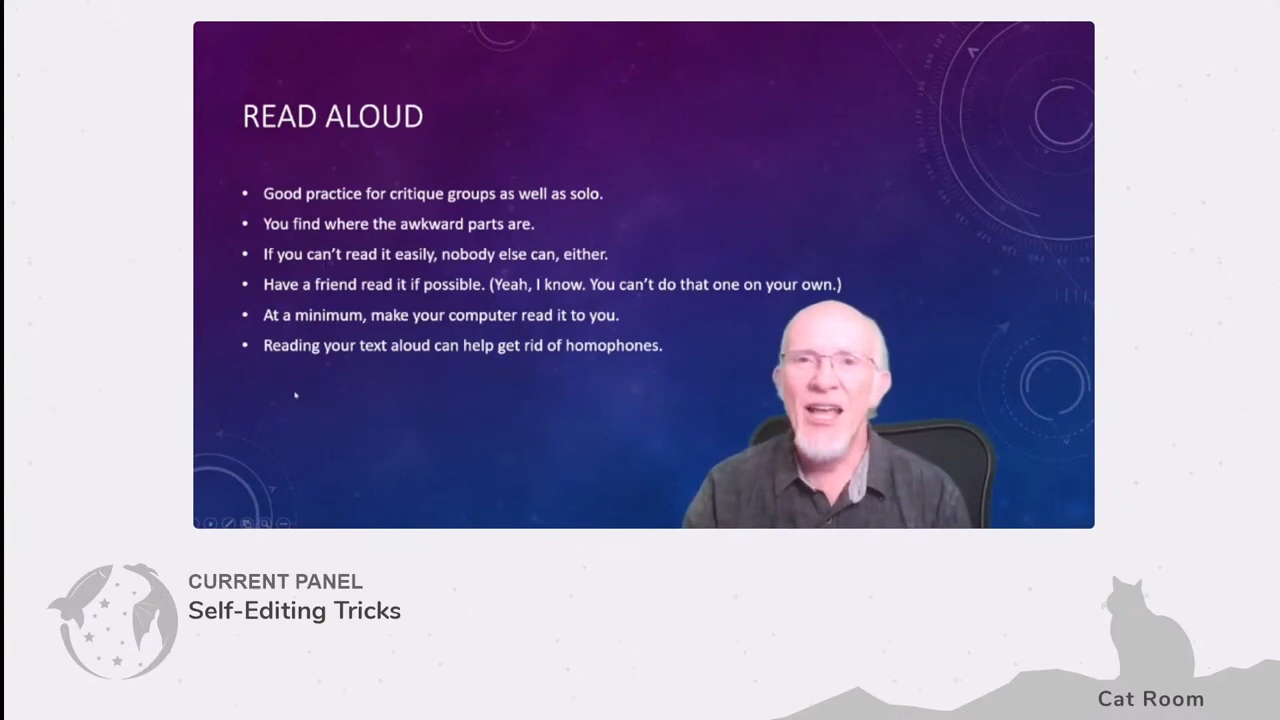 READ ALOUD
• Good practice for critique groups as well as solo.
• You find where the awkward parts are.
• If you can’t read it easily, nobody else can, either.
• Have a friend read it if possible. (Yeah, I know. You can’t do that one on your own.)
• At a minimum, make your computer read it to you.
• Reading your text aloud can help get rid of homophones.
CURRENT PANEL
Self-Editing Tricks
Cat Room